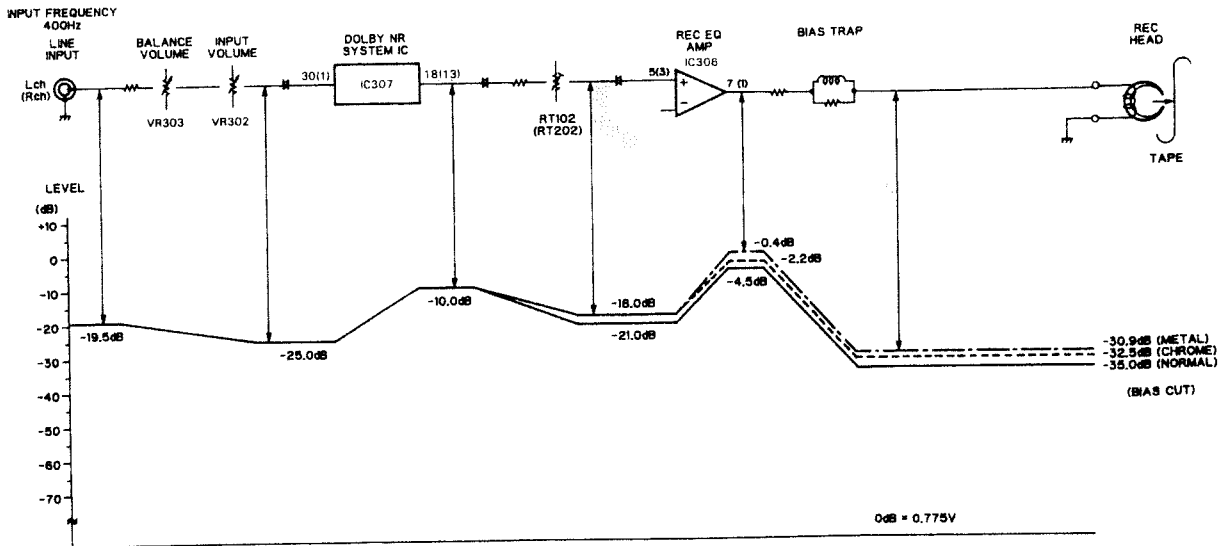 INPUT FREQUENCY
400Hz
LINE
INPUT
BALANCE
VOLUME
INPUT
VOLUME
DOLBY NR
SYSTEM IC
REC EQ
AMP
IC306
BIAS TRAP
REC
HEAD
Lch
(Rch)
VR303
VR302
30(1)
IC307
18(13)
RT102
(RT202)
5(3)
+
−
7 (1)
TAPE
LEVEL
(dB)
+10
0
-10
-20
-30
-40
-50
-60
-70
-19.5dB
-25.0dB
-10.0dB
-18.0dB
-21.0dB
-0.4dB
-2.2dB
-4.5dB
-30.9dB (METAL)
-32.5dB (CHROME)
-35.0dB (NORMAL)
(BIAS CUT)
0dB = 0.775V